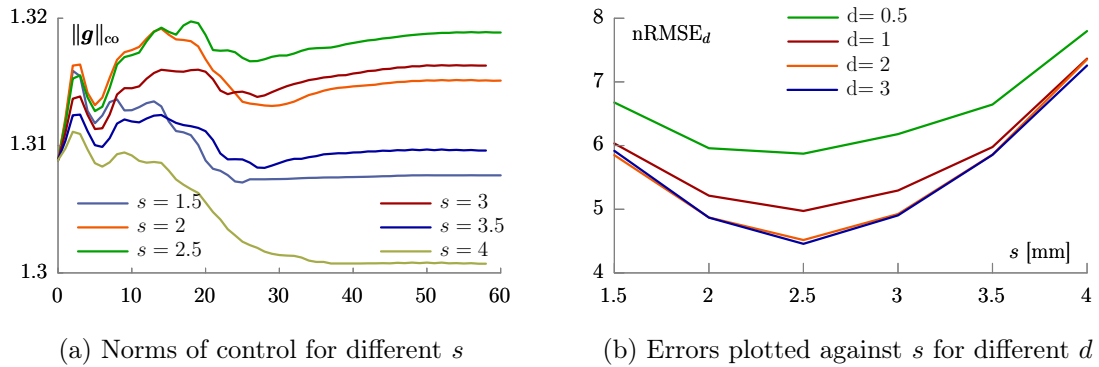 1.32
‖g‖co
1.31
s = 1.5
s = 2
s = 2.5
s = 3
s = 3.5
s = 4
1.3
0 10 20 30 40 50 60
(a) Norms of control for different s
8
nRMSEd
d= 0.5
d= 1
d= 2
d= 3
7
6
5
s [mm]
4
1.5 2 2.5 3 3.5 4
(b) Errors plotted against s for different d